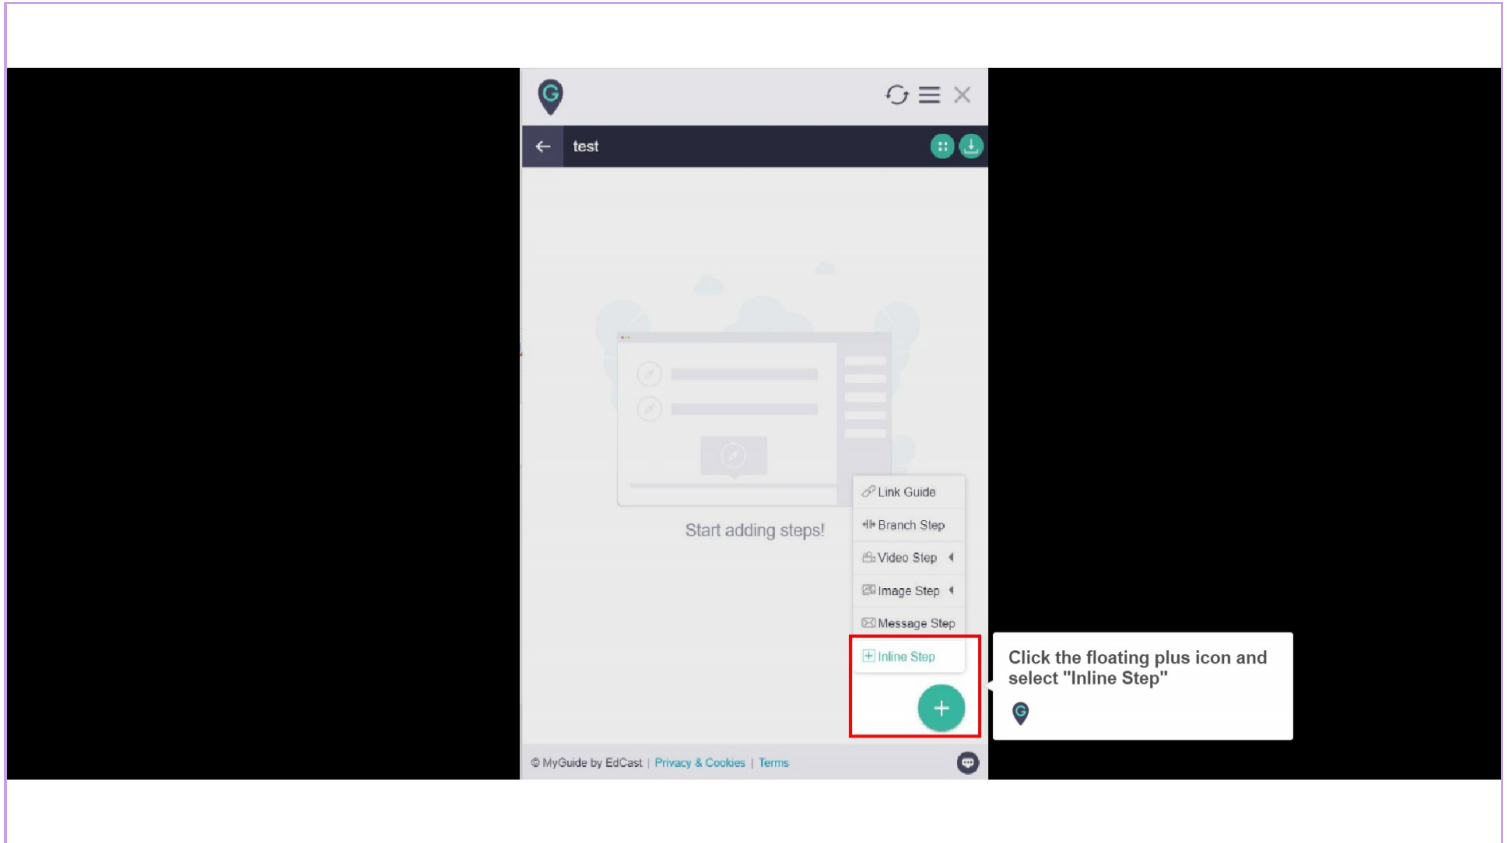 G
test
Link Guide
Branch Step
Video Step
Image Step
Start adding steps!
Message Step
Inline Step
Click the floating plus icon and
select "Inline Step"
G
© MyGuide by EdCast | Privacy & Cookies | Terms